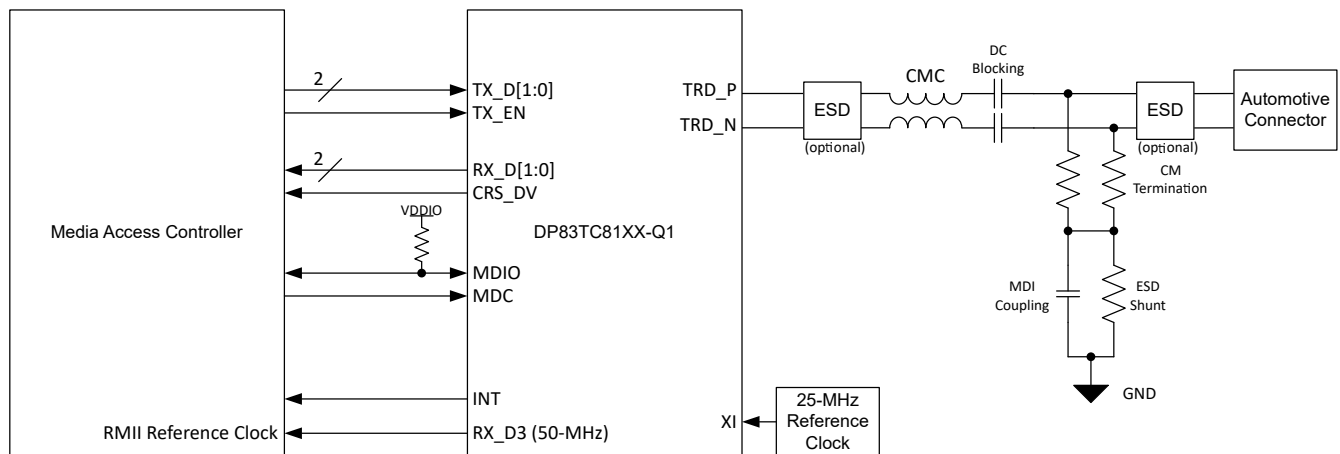 Media Access Controller
RMII Reference Clock
2
2
VDDIO
TX_D[1:0]
TX_EN
RX_D[1:0]
CRS_DV
DP83TC81XX-Q1
MDIO
MDC
INT
RX_D3 (50-MHz)
TRD_P
TRD_N
XI
25-MHz
Reference
Clock
ESD
(optional)
CMC
DC
Blocking
ESD
(optional)
Automotive
Connector
CM
Termination
MDI
Coupling
ESD
Shunt
GND